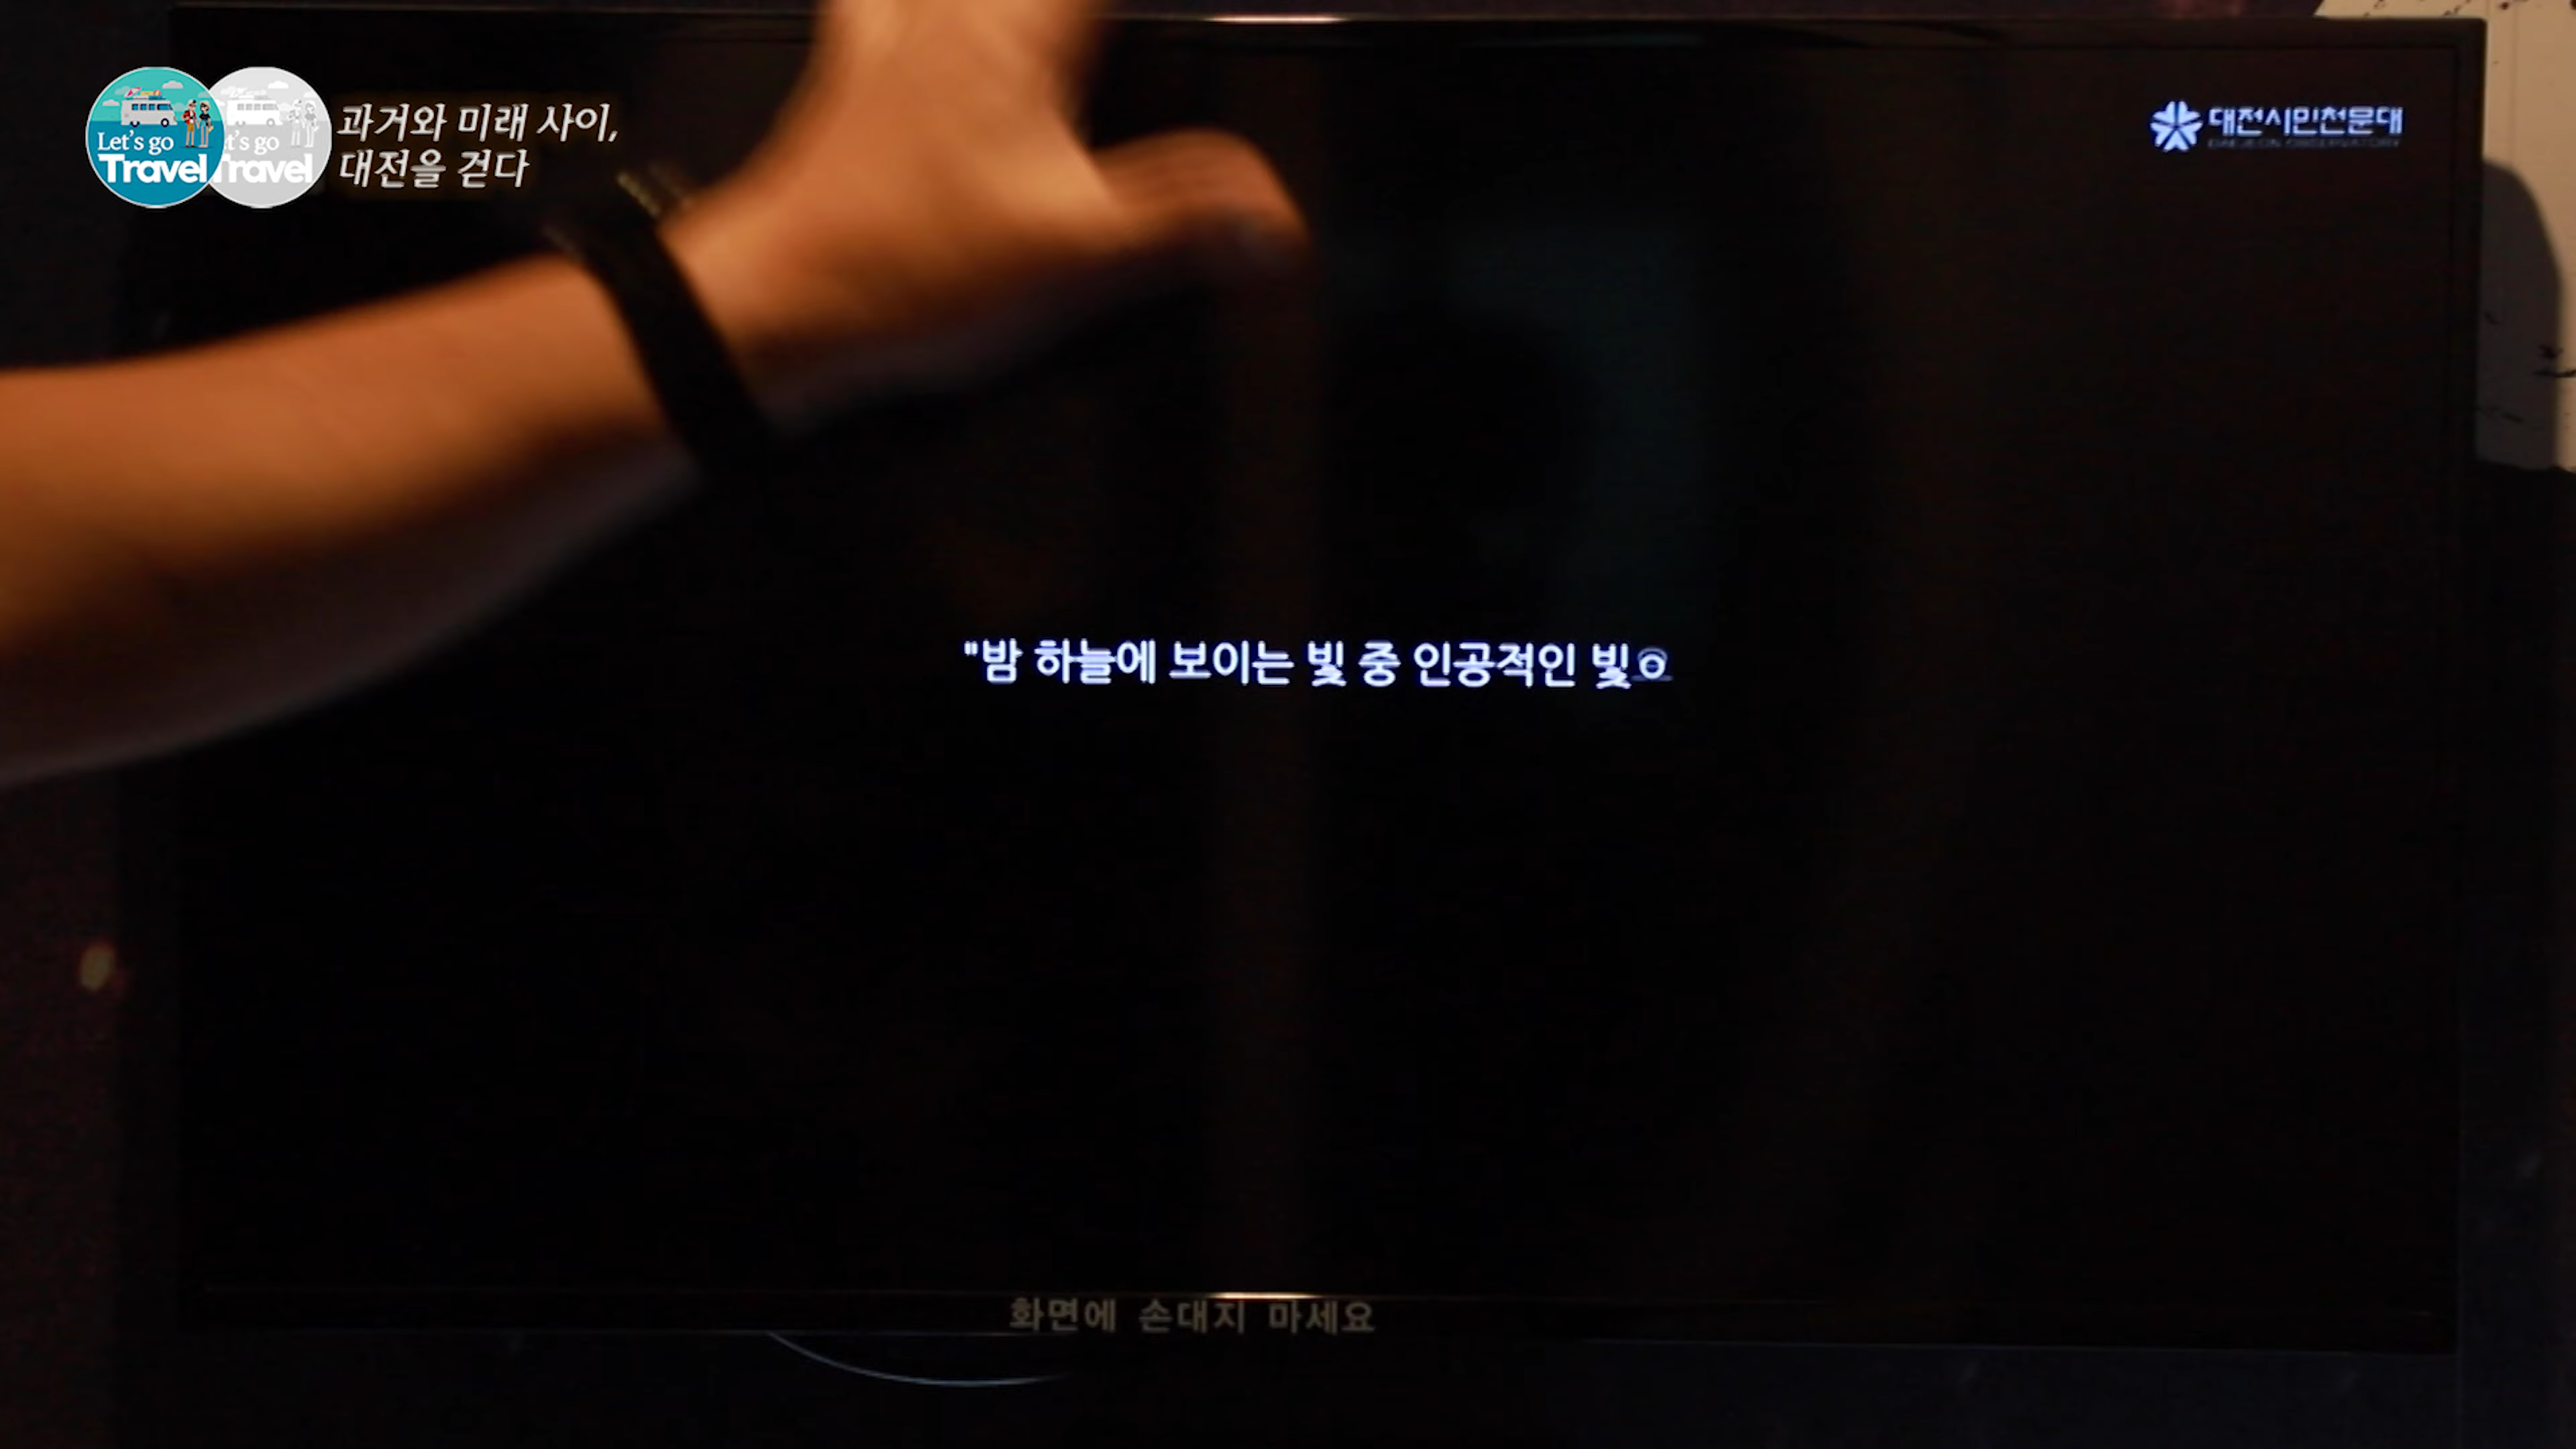 Let's go
Travel
't's go
Travel
과거와 미래 사이,
대전을 걷다
대전시민천문대
DAEJEON OBSERVATORY
"밤 하늘에 보이는 빛 중 인공적인 빛
화면에 손대지 마세요